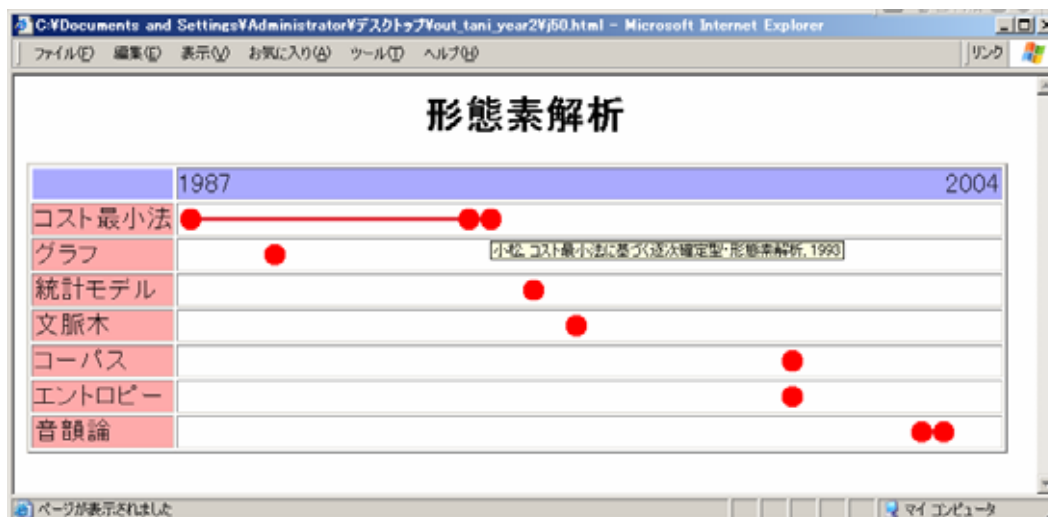 C:¥Documents and Settings¥Administrator¥デスクトップ¥out_tani_year2¥j50.html - Microsoft Internet Explorer
ファイル(F) 編集(E) 表示(V) お気に入り(A) ツール(T) ヘルプ(H) リンク
形態素解析
1987 2004
コスト最小法
グラフ
小松, コスト最小法に基づく逐次確定型・形態素解析, 1993
統計モデル
文脈木
コーパス
エントロピー
音韻論
ページが表示されました マイ コンピュータ